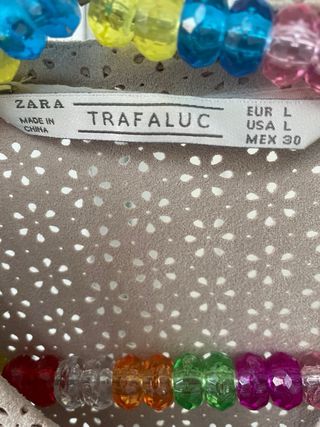 ZARA
MADE IN
CHINA
TRAFALUC
EUR L
USA L
MEX 30